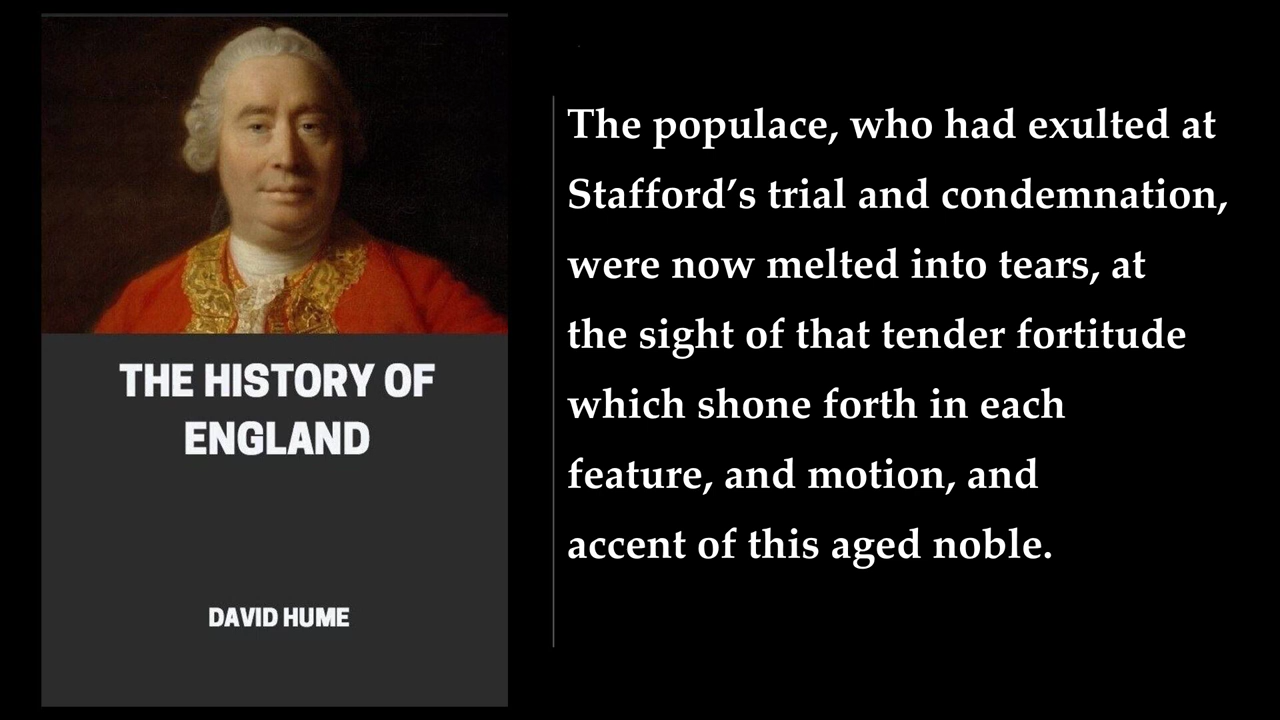 THE HISTORY OF
ENGLAND
DAVID HUME
The populace, who had exulted at
Stafford’s trial and condemnation,
were now melted into tears, at
the sight of that tender fortitude
which shone forth in each
feature, and motion, and
accent of this aged noble.